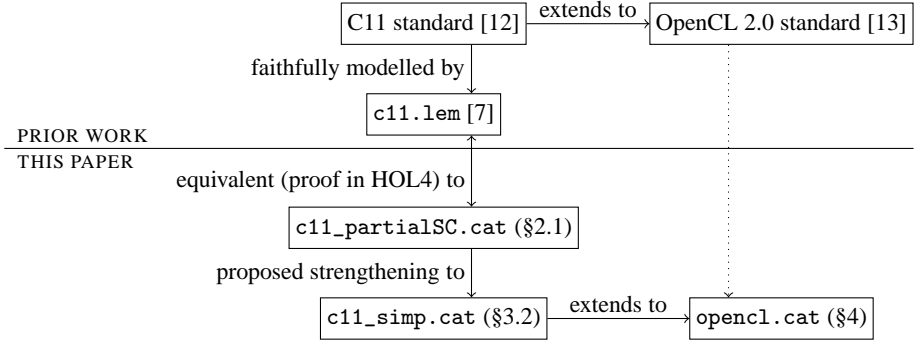 C11 standard [12] extends to OpenCL 2.0 standard [13]
faithfully modelled by
c11.lem [7]
PRIOR WORK
THIS PAPER
equivalent (proof in HOL4) to
c11_partialSC.cat (§2.1)
proposed strengthening to
c11_simp.cat (§3.2) extends to opencl.cat (§4)